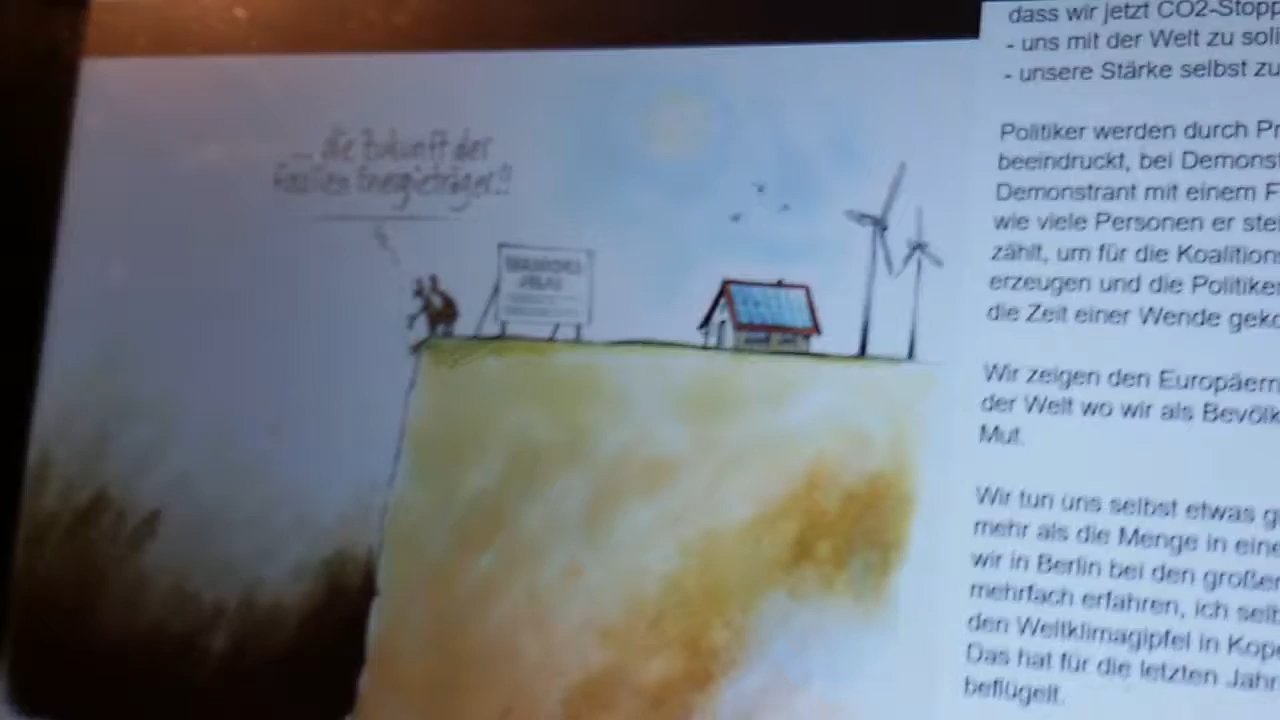 ... die Zukunft der
fossilen Energieträger!!
dass wir jetzt CO2-Stopp
- uns mit der Welt zu soli
- unsere Stärke selbst zu
Politiker werden durch Pr
beeindruckt, bei Demonst
Demonstrant mit einem F
wie viele Personen er ste
zählt, um für die Koalition
erzeugen und die Politiker
die Zeit einer Wende geko
Wir zeigen den Europäern
der Welt wo wir als Bevölk
Mut.
Wir tun uns selbst etwas g
mehr als die Menge in eine
wir in Berlin bei den großen
mehrfach erfahren, ich selb
den Weltklimagipfel in Kope
Das hat für die letzten Jahr
beflügelt.